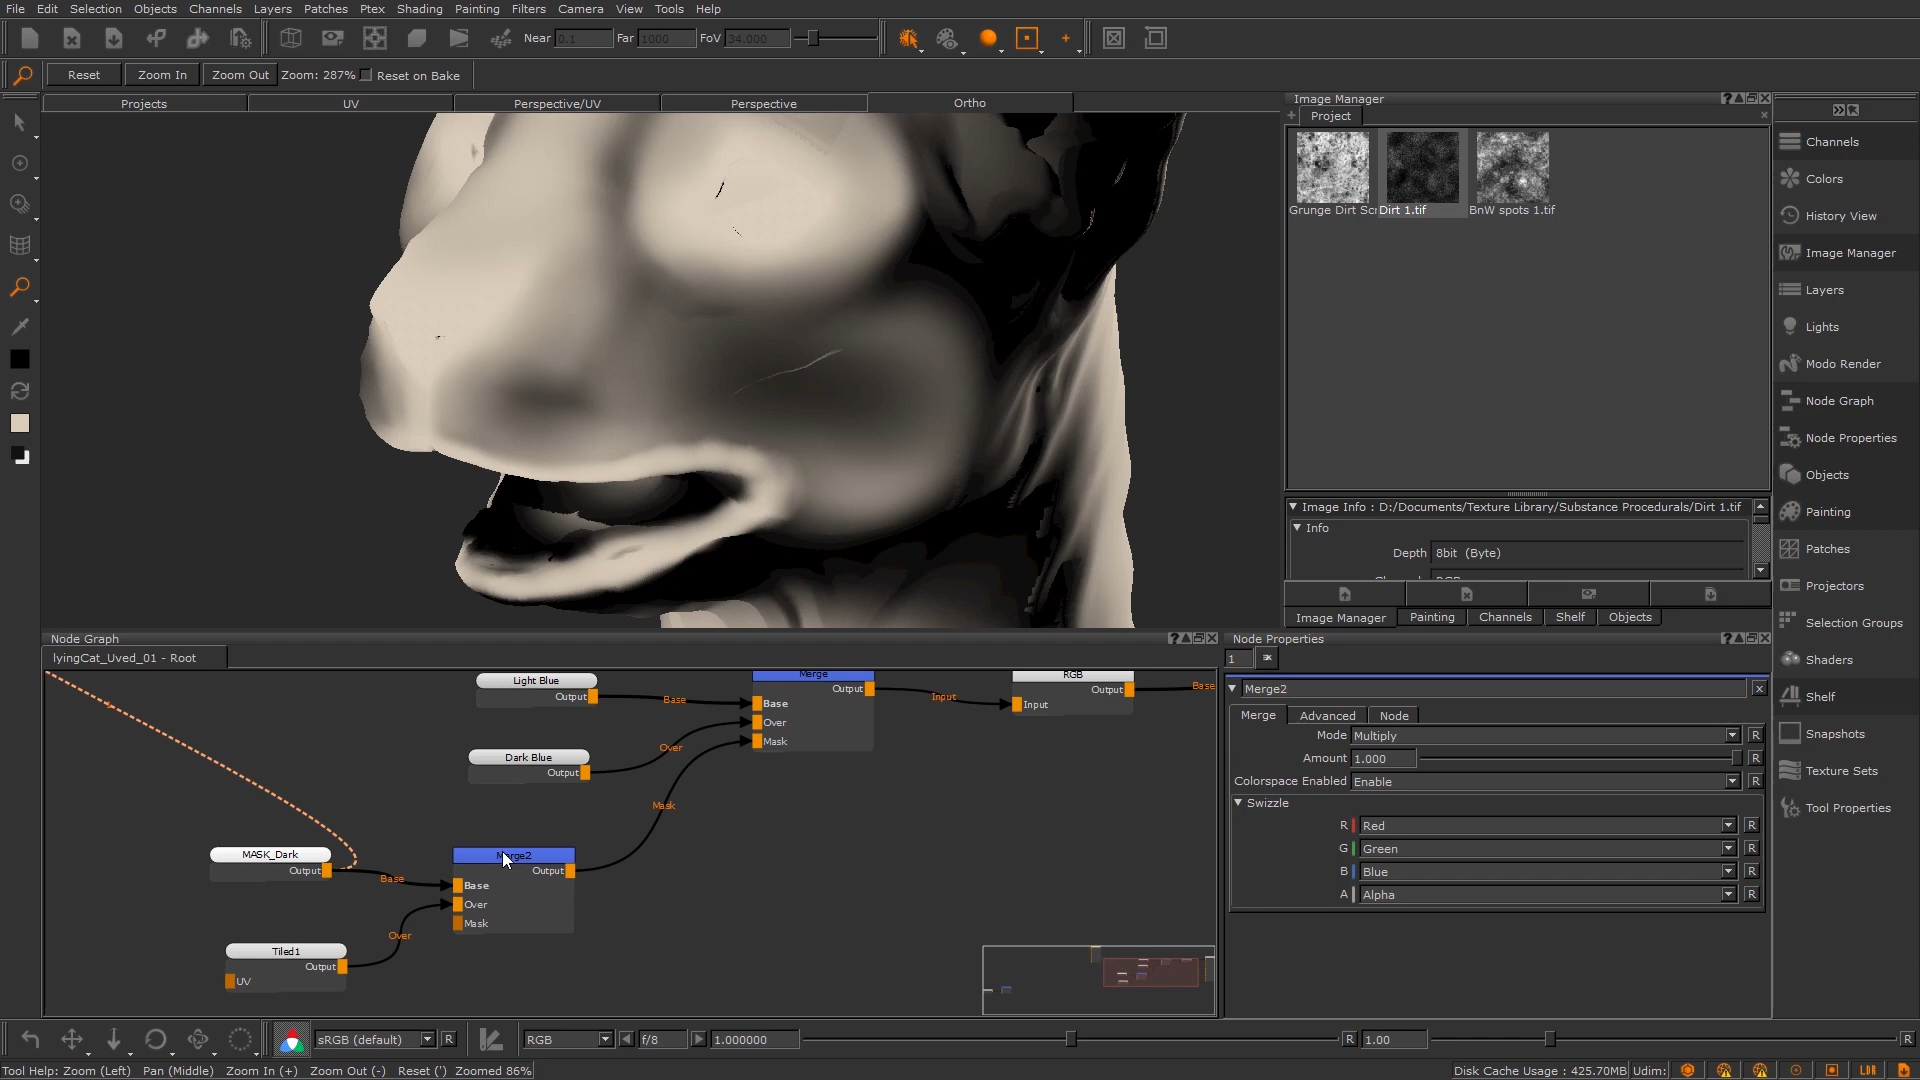 File Edit Selection Objects Channels Layers Patches Ptex Shading Painting Filters Camera View Tools Help
Near 0.1 Far 1000 FoV 34.000
Reset Zoom In Zoom Out Zoom: 287% Reset on Bake
Projects UV Perspective/UV Perspective Ortho
Image Manager
Project
Grunge Dirt Scr Dirt 1.tif BnW spots 1.tif
Image Info : D:/Documents/Texture Library/Substance Procedurals/Dirt 1.tif
Info
Depth 8bit (Byte)
Image Manager Painting Channels Shelf Objects
Channels
Colors
History View
Image Manager
Layers
Lights
Modo Render
Node Graph
Node Properties
Objects
Painting
Patches
Projectors
Selection Groups
Shaders
Shelf
Snapshots
Texture Sets
Tool Properties
Node Graph
lyingCat_Uved_01 - Root
Light Blue
Output
Base
Merge
Output
Base
Over
Mask
Input
RGB
Output
Input
Base
Dark Blue
Output
Over
Mask
MASK_Dark
Output
Base
Merge2
Output
Base
Over
Mask
Over
Tiled1
Output
UV
Node Properties
1
Merge2
Merge Advanced Node
Mode Multiply R
Amount 1.000 R
Colorspace Enabled Enable R
Swizzle
R Red R
G Green R
B Blue R
A Alpha R
sRGB (default) R RGB f/8 1.000000 R 1.00 R
Tool Help: Zoom (Left) Pan (Middle) Zoom In (+) Zoom Out (-) Reset (') Zoomed 86%
Disk Cache Usage : 425.70MB Udim: LDR